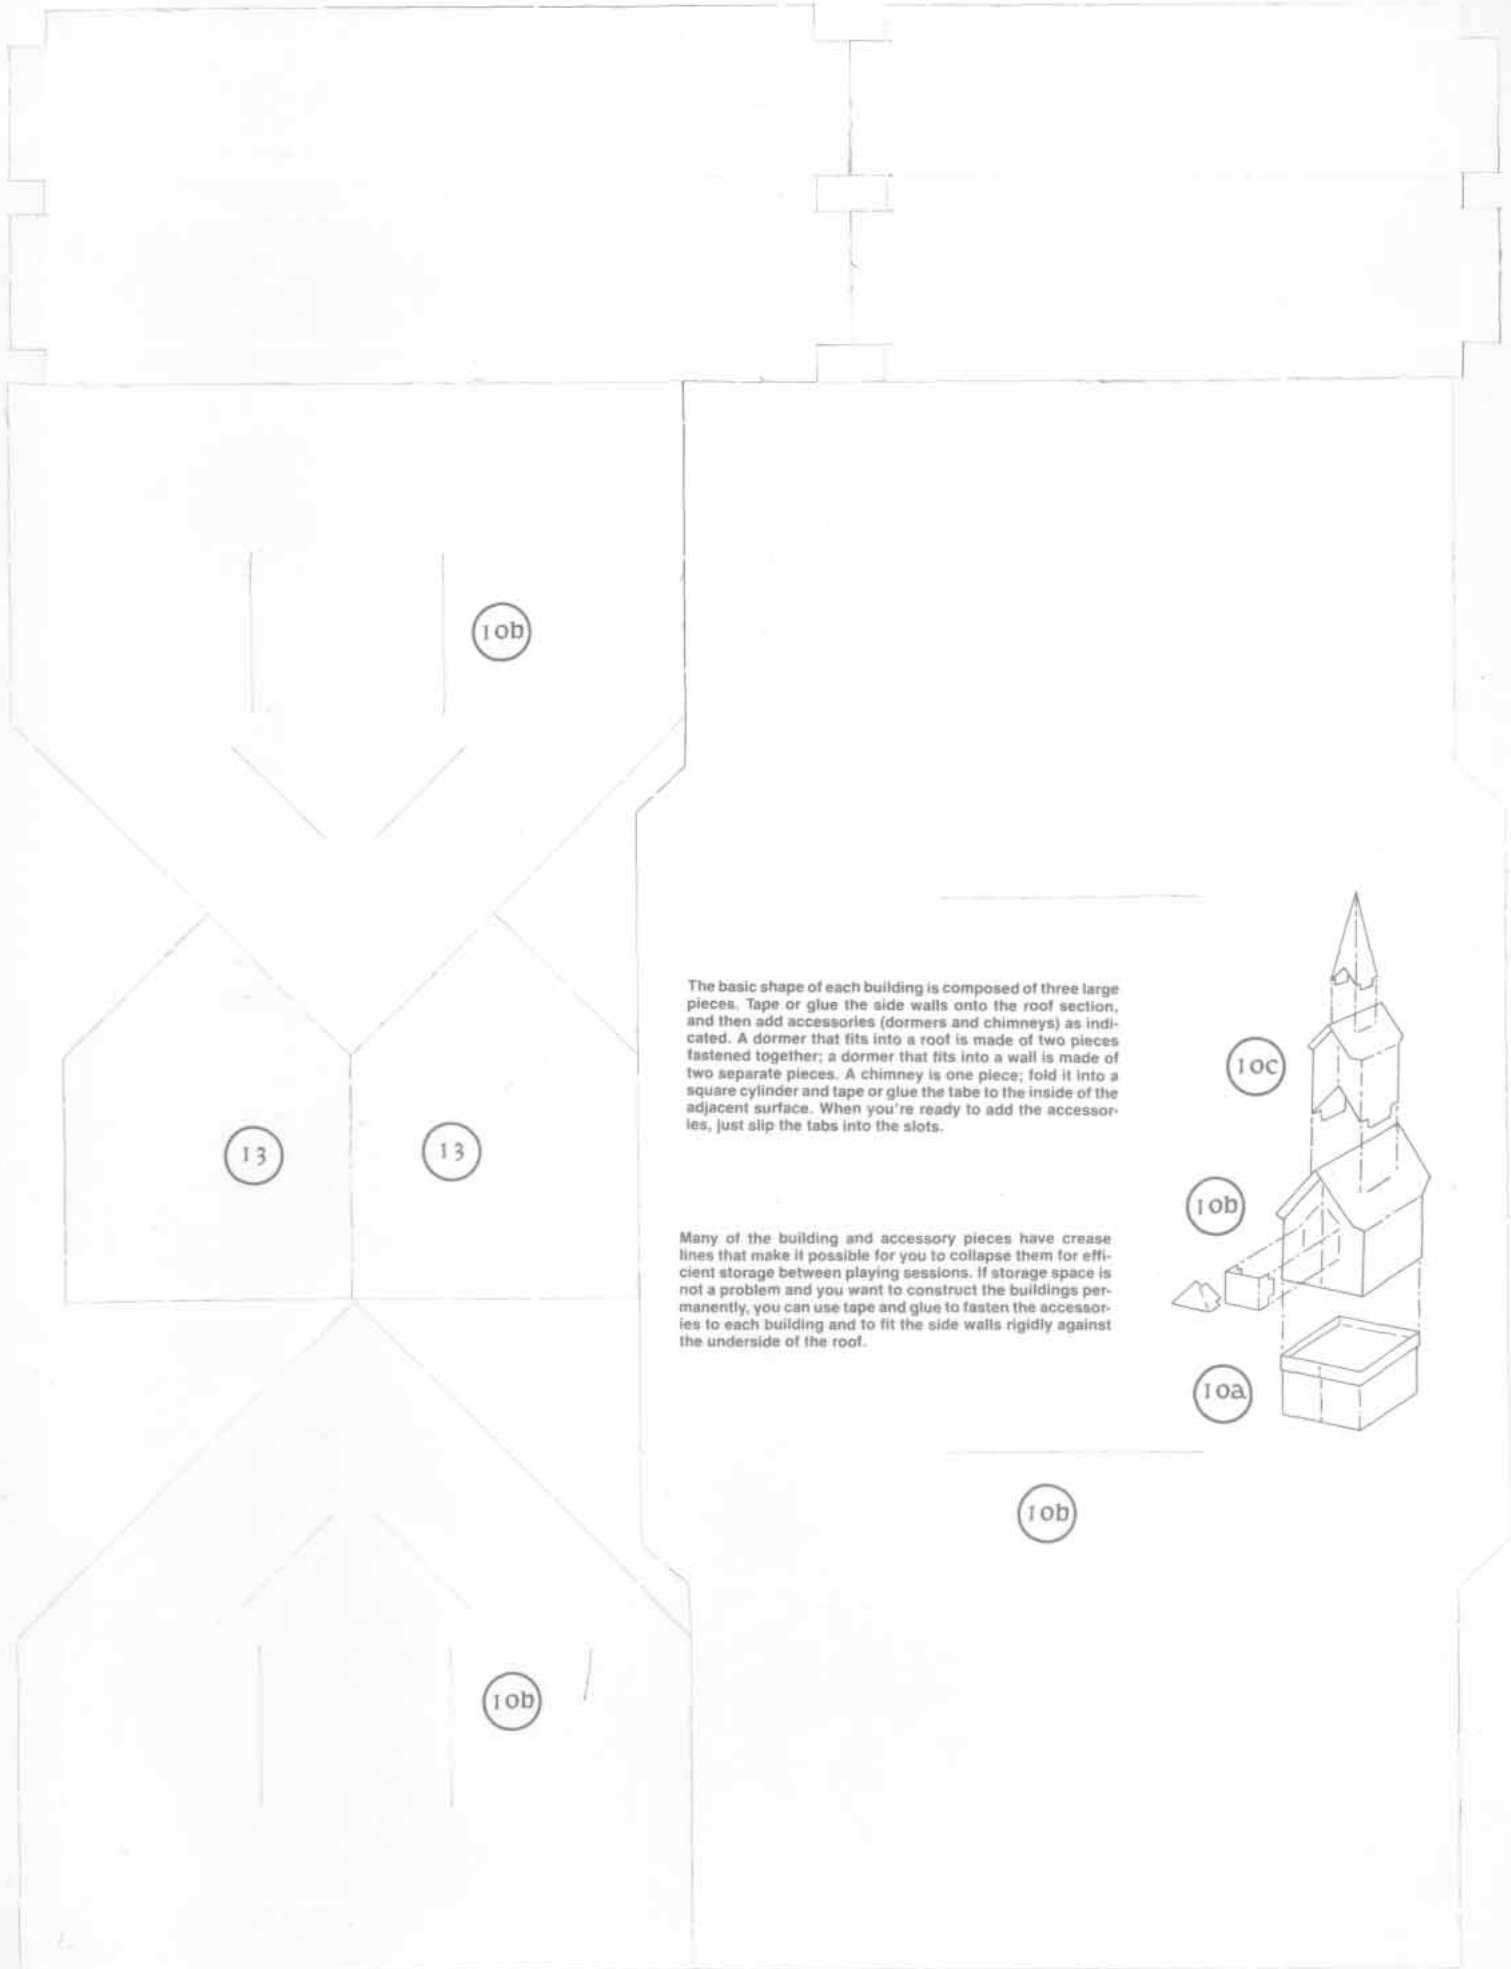 10b
The basic shape of each building is composed of three large
pieces. Tape or glue the side walls onto the roof section,
and then add accessories (dormers and chimneys) as indi-
cated. A dormer that fits into a roof is made of two pieces
fastened together; a dormer that fits into a wall is made of
two separate pieces. A chimney is one piece; fold it into a
square cylinder and tape or glue the tabe to the inside of the
adjacent surface. When you're ready to add the accessor-
ies, just slip the tabs into the slots.
10c
13
13
10b
Many of the building and accessory pieces have crease
lines that make it possible for you to collapse them for effi-
cient storage between playing sessions. If storage space is
not a problem and you want to construct the buildings per-
manently, you can use tape and glue to fasten the accessor-
ies to each building and to fit the side walls rigidly against
the underside of the roof.
10a
10b
10b